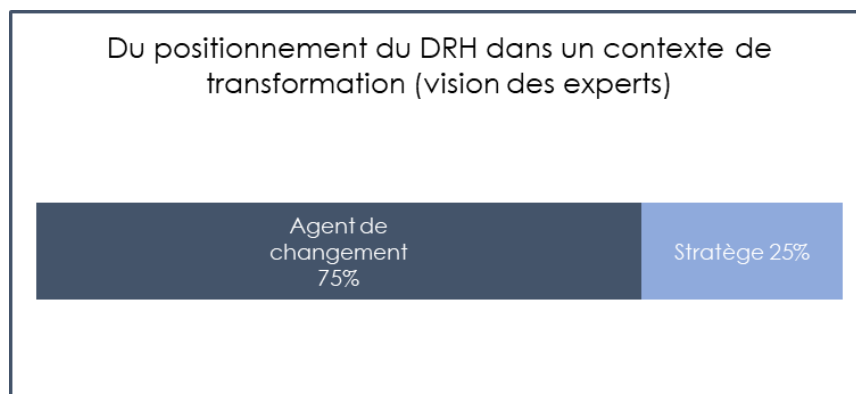 Du positionnement du DRH dans un contexte de
transformation (vision des experts)
Agent de
changement
75%
Stratège 25%